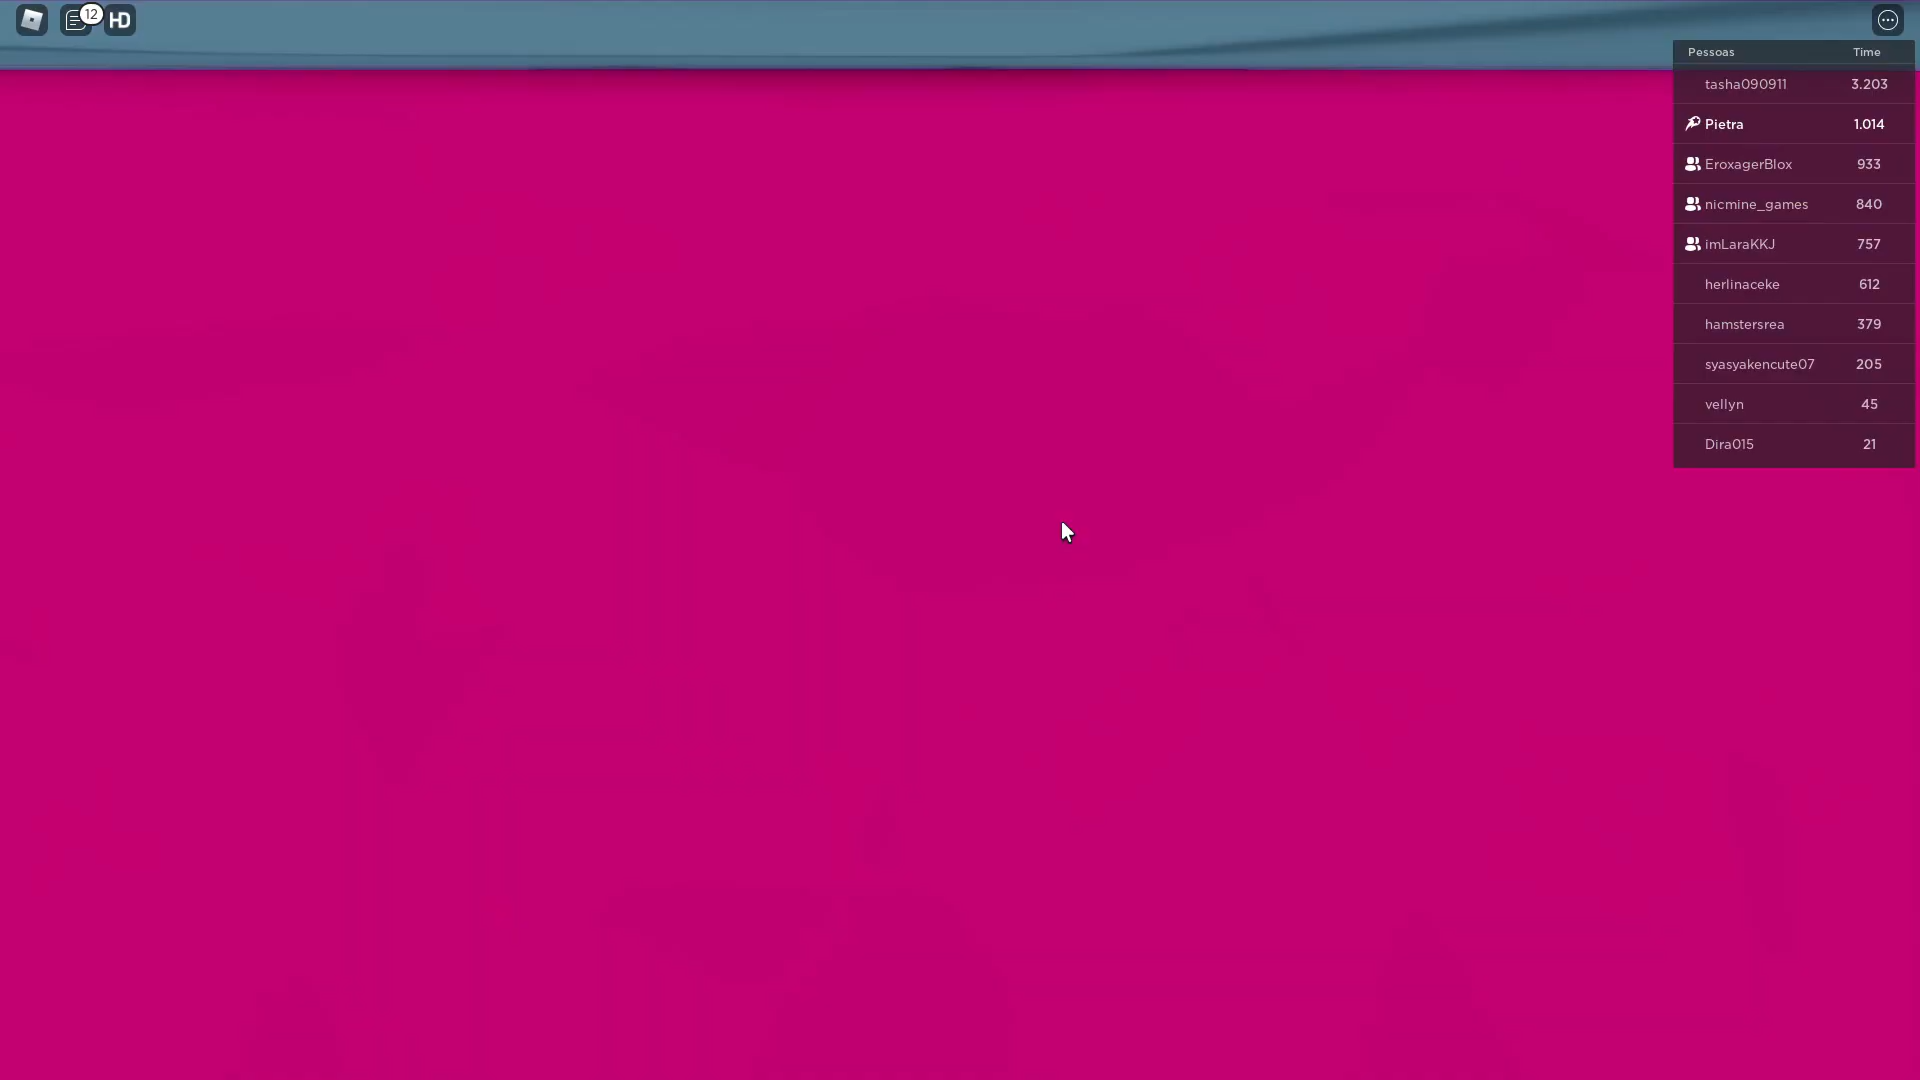 12
HD
Pessoas Time
tasha090911 3.203
Pietra 1.014
EroxagerBlox 933
nicmine_games 840
imLaraKKJ 757
herlinaceke 612
hamstersrea 379
syasyakencute07 205
vellyn 45
Dira015 21